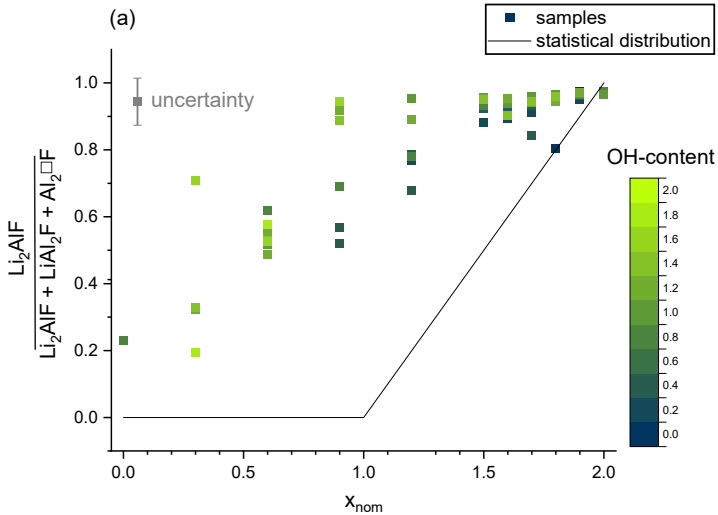 (a)
samples
statistical distribution
uncertainty
1.0
0.8
0.6
0.4
0.2
0.0
Li₂AlF
Li₂AlF + LiAl₂F + Al₂□F
0.0
0.5
1.0
1.5
2.0
xnom
OH-content
2.0
1.8
1.6
1.4
1.2
1.0
0.8
0.6
0.4
0.2
0.0